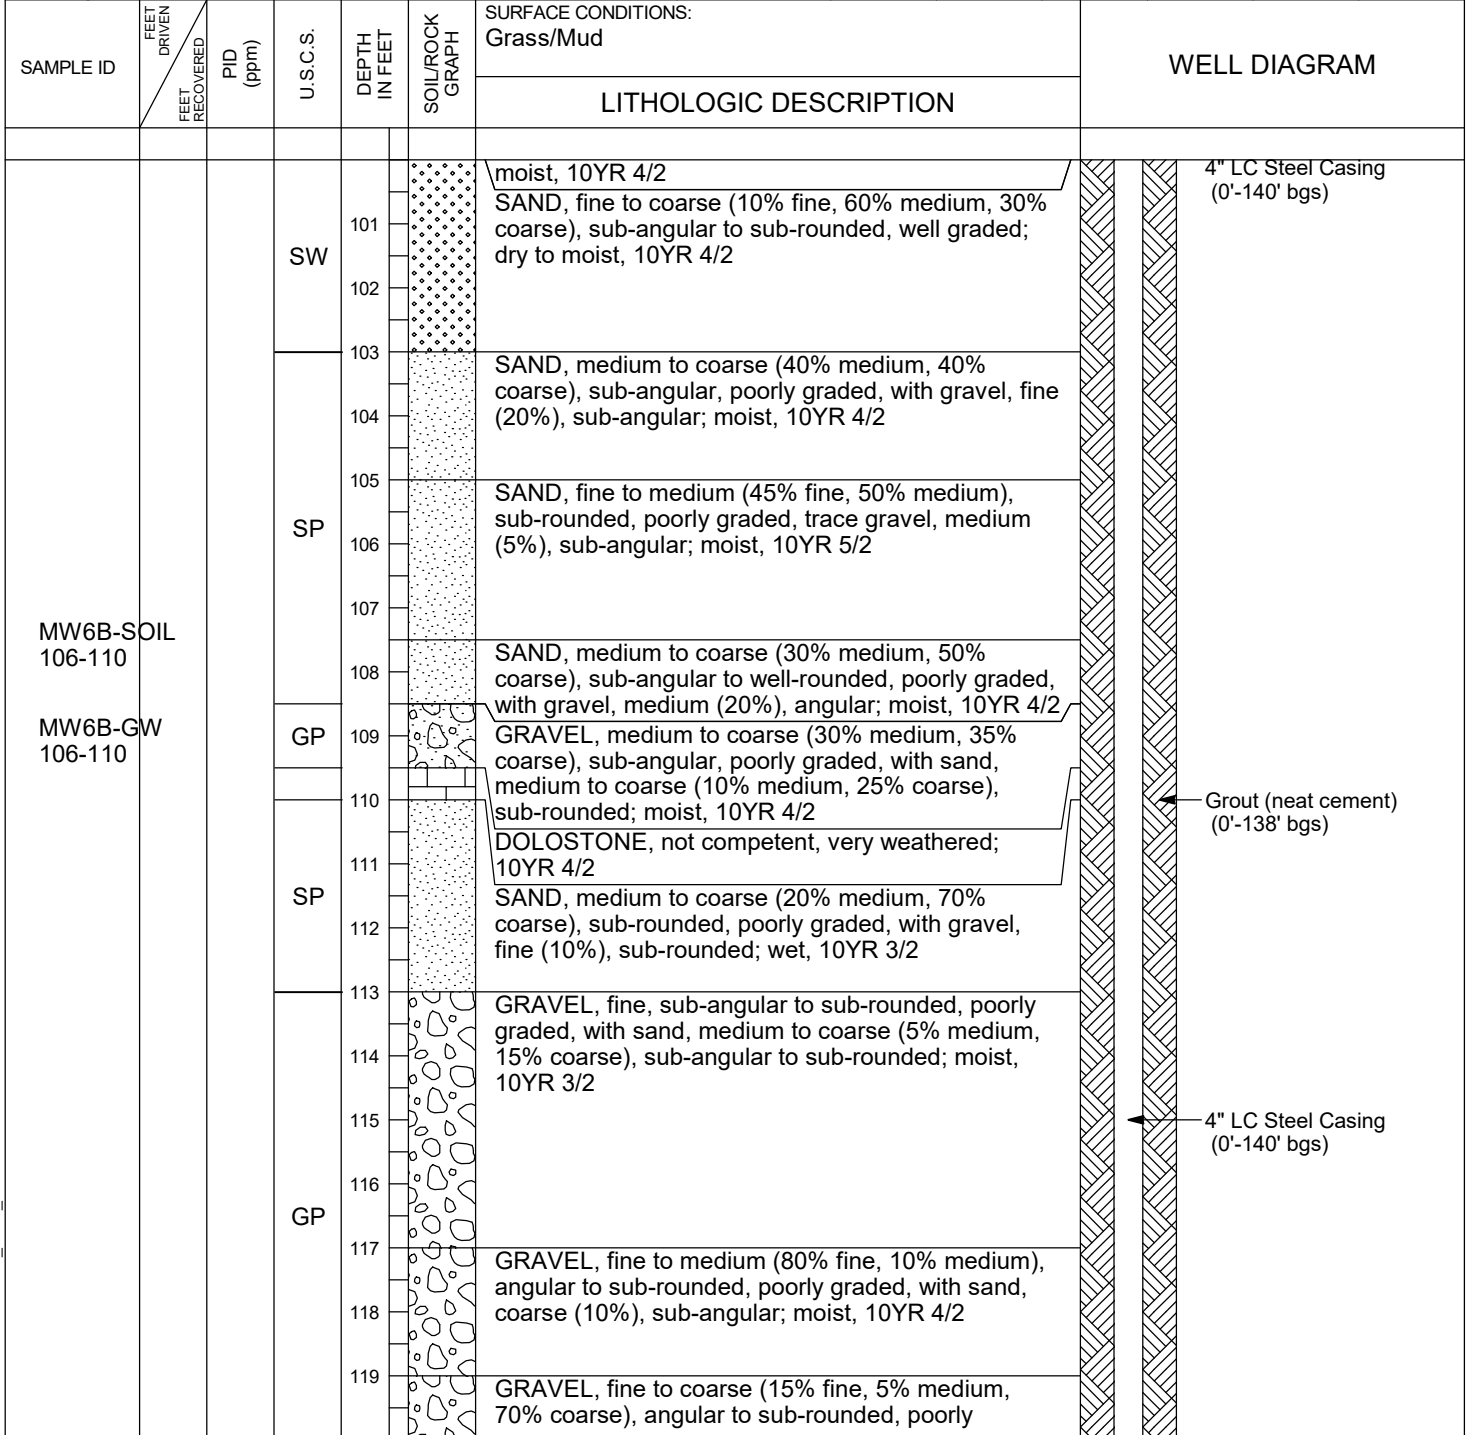 SAMPLE ID
FEET
DRIVEN
FEET
RECOVERED
PID
(ppm)
U.S.C.S.
DEPTH
IN FEET
SOIL/ROCK
GRAPH
SURFACE CONDITIONS:
Grass/Mud
LITHOLOGIC DESCRIPTION
WELL DIAGRAM
moist, 10YR 4/2
4" LC Steel Casing
(0'-140' bgs)
SAND, fine to coarse (10% fine, 60% medium, 30%
coarse), sub-angular to sub-rounded, well graded;
dry to moist, 10YR 4/2
101
SW
102
103
SAND, medium to coarse (40% medium, 40%
coarse), sub-angular, poorly graded, with gravel, fine
(20%), sub-angular; moist, 10YR 4/2
104
105
SAND, fine to medium (45% fine, 50% medium),
sub-rounded, poorly graded, trace gravel, medium
(5%), sub-angular; moist, 10YR 5/2
SP
106
107
MW6B-SOIL
106-110
SAND, medium to coarse (30% medium, 50%
coarse), sub-angular to well-rounded, poorly graded,
with gravel, medium (20%), angular; moist, 10YR 4/2
108
MW6B-GW
106-110
GP
109
GRAVEL, medium to coarse (30% medium, 35%
coarse), sub-angular, poorly graded, with sand,
medium to coarse (10% medium, 25% coarse),
sub-rounded; moist, 10YR 4/2
110
Grout (neat cement)
(0'-138' bgs)
DOLOSTONE, not competent, very weathered;
10YR 4/2
111
SP
SAND, medium to coarse (20% medium, 70%
coarse), sub-rounded, poorly graded, with gravel,
fine (10%), sub-rounded; wet, 10YR 3/2
112
113
GRAVEL, fine, sub-angular to sub-rounded, poorly
graded, with sand, medium to coarse (5% medium,
15% coarse), sub-angular to sub-rounded; moist,
10YR 3/2
114
115
4" LC Steel Casing
(0'-140' bgs)
116
GP
117
GRAVEL, fine to medium (80% fine, 10% medium),
angular to sub-rounded, poorly graded, with sand,
coarse (10%), sub-angular; moist, 10YR 4/2
118
119
GRAVEL, fine to coarse (15% fine, 5% medium,
70% coarse), angular to sub-rounded, poorly